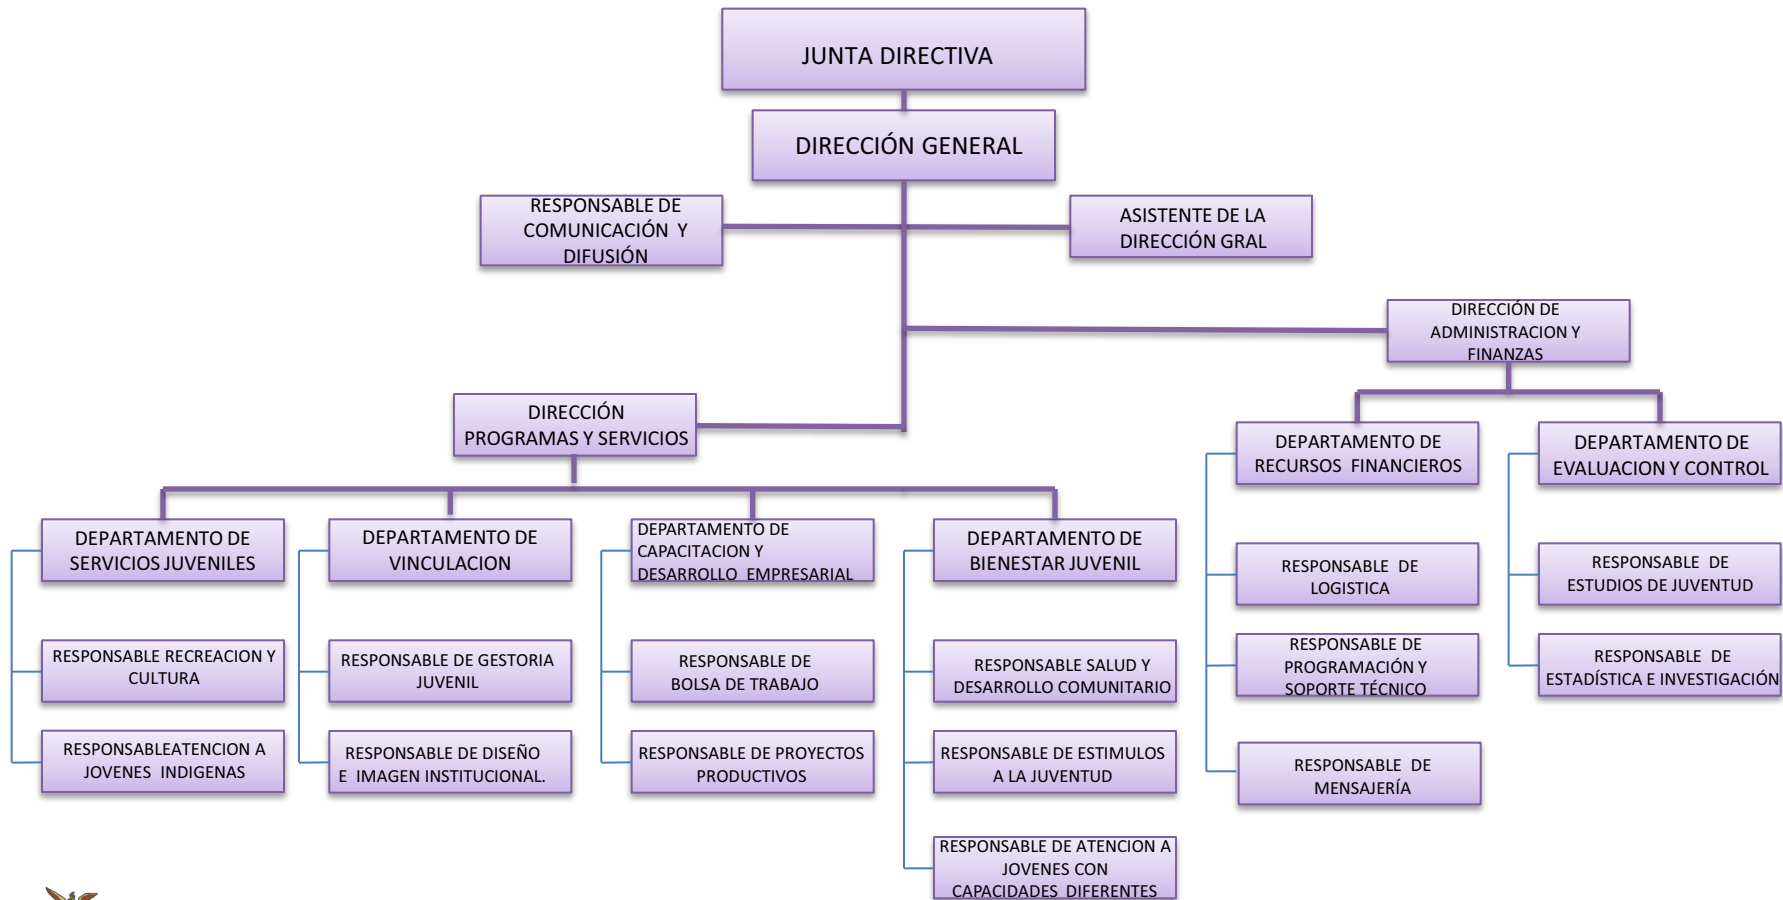 JUNTA DIRECTIVA
DIRECCIÓN GENERAL
RESPONSABLE DE
COMUNICACIÓN Y
DIFUSIÓN
ASISTENTE DE LA
DIRECCIÓN GRAL
DIRECCIÓN DE
ADMINISTRACION Y
FINANZAS
DIRECCIÓN
PROGRAMAS Y SERVICIOS
DEPARTAMENTO DE
RECURSOS FINANCIEROS
DEPARTAMENTO DE
EVALUACION Y CONTROL
DEPARTAMENTO DE
SERVICIOS JUVENILES
DEPARTAMENTO DE
VINCULACION
DEPARTAMENTO DE
CAPACITACION Y
DESARROLLO EMPRESARIAL
DEPARTAMENTO DE
BIENESTAR JUVENIL
RESPONSABLE DE
LOGISTICA
RESPONSABLE DE
ESTUDIOS DE JUVENTUD
RESPONSABLE RECREACION Y
CULTURA
RESPONSABLE DE GESTORIA
JUVENIL
RESPONSABLE DE
BOLSA DE TRABAJO
RESPONSABLE SALUD Y
DESARROLLO COMUNITARIO
RESPONSABLE DE
PROGRAMACIÓN Y
SOPORTE TÉCNICO
RESPONSABLE DE
ESTADÍSTICA E INVESTIGACIÓN
RESPONSABLEATENCION A
JOVENES INDIGENAS
RESPONSABLE DE DISEÑO
E IMAGEN INSTITUCIONAL.
RESPONSABLE DE PROYECTOS
PRODUCTIVOS
RESPONSABLE DE ESTIMULOS
A LA JUVENTUD
RESPONSABLE DE
MENSAJERÍA
RESPONSABLE DE ATENCION A
JOVENES CON
CAPACIDADES DIFERENTES